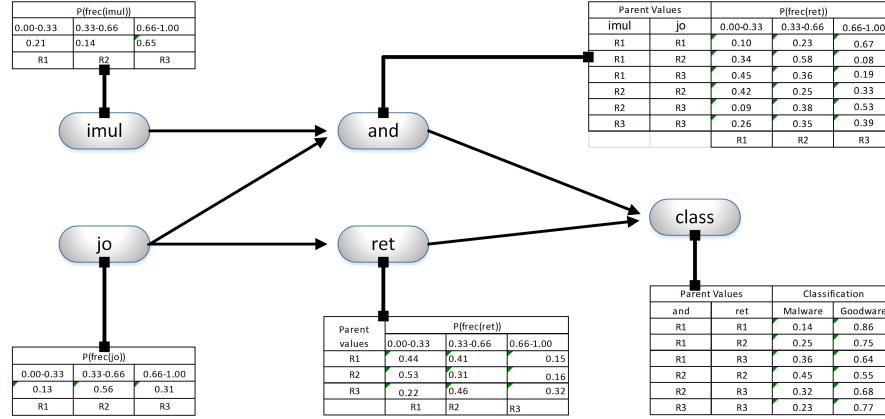 P(frec(imul))
0.00-0.33 0.33-0.66 0.66-1.00
0.21 0.14 0.65
R1 R2 R3
imul
and
jo
ret
class
Parent Values P(frec(ret))
imul jo 0.00-0.33 0.33-0.66 0.66-1.00
R1 R1 0.10 0.23 0.67
R1 R2 0.34 0.58 0.08
R1 R3 0.45 0.36 0.19
R2 R2 0.42 0.25 0.33
R2 R3 0.09 0.38 0.53
R3 R3 0.26 0.35 0.39
R1 R2 R3
P(frec(jo))
0.00-0.33 0.33-0.66 0.66-1.00
0.13 0.56 0.31
R1 R2 R3
Parent values P(frec(ret))
0.00-0.33 0.33-0.66 0.66-1.00
R1 0.44 0.41 0.15
R2 0.53 0.31 0.16
R3 0.22 0.46 0.32
R1 R2 R3
Parent Values Classification
and ret Malware Goodware
R1 R1 0.14 0.86
R1 R2 0.25 0.75
R1 R3 0.36 0.64
R2 R2 0.45 0.55
R2 R3 0.32 0.68
R3 R3 0.23 0.77